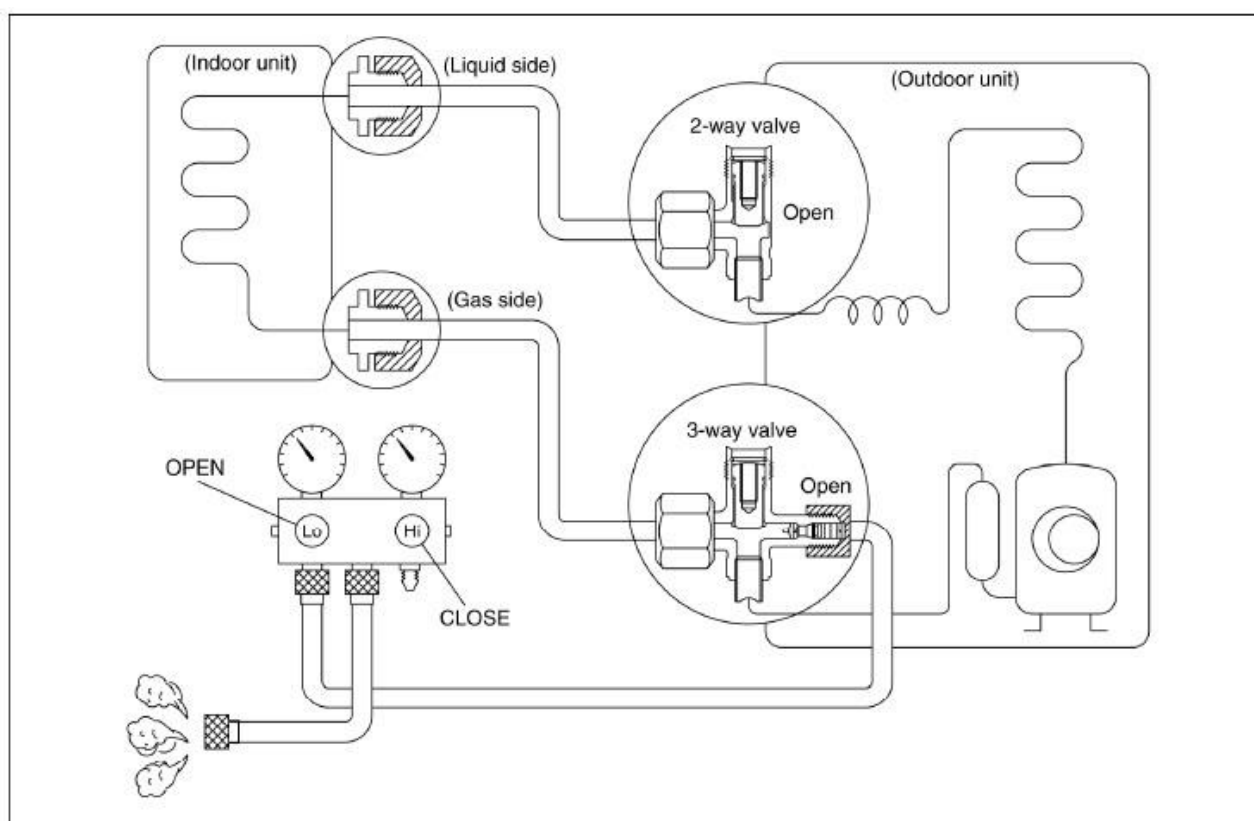 (Indoor unit)
(Liquid side)
(Outdoor unit)
2-way valve
Open
(Gas side)
3-way valve
Open
OPEN
Lo
Hi
CLOSE